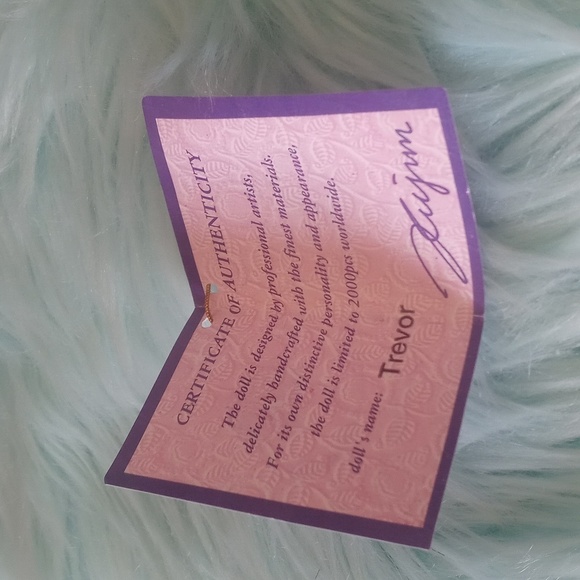 CERTIFICATE OF AUTHENTICITY
The doll is designed by professional artists,
delicately handcrafted with the finest materials.
For its own distinctive personality and appearance,
the doll is limited to 2000pcs worldwide.
doll's name: Trevor